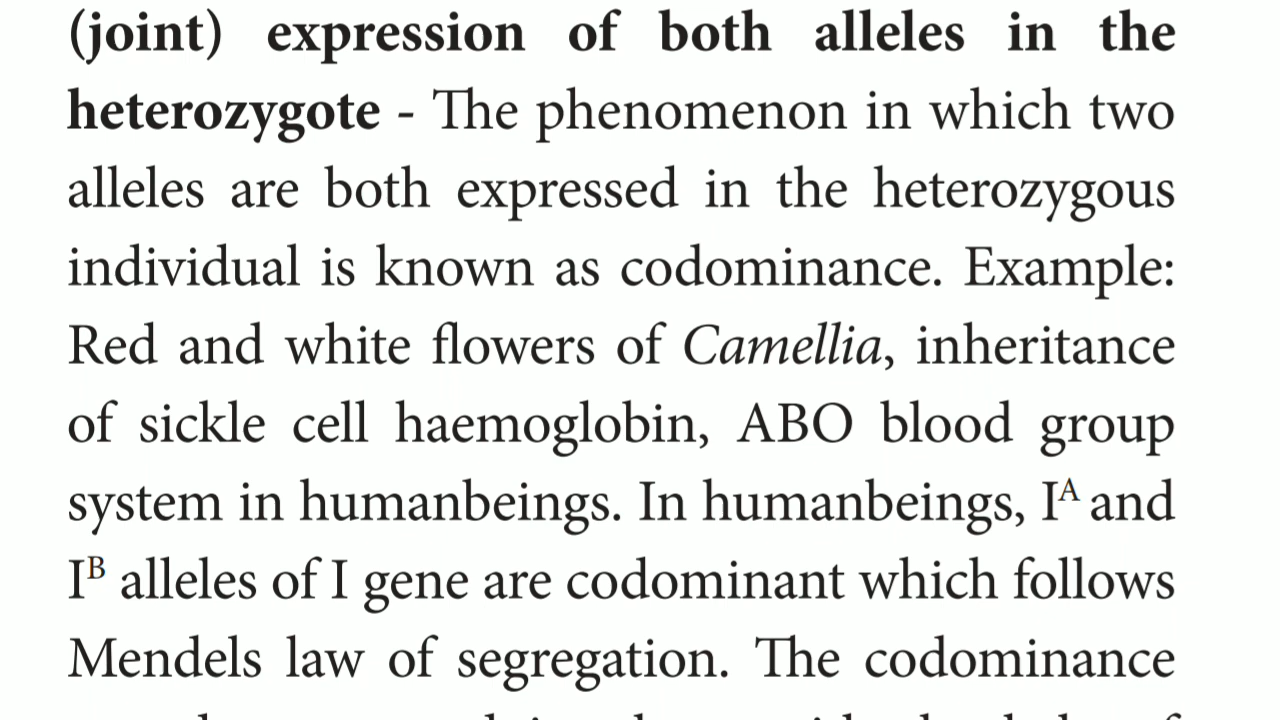 (joint) expression of both alleles in the
heterozygote - The phenomenon in which two
alleles are both expressed in the heterozygous
individual is known as codominance. Example:
Red and white flowers of Camellia, inheritance
of sickle cell haemoglobin, ABO blood group
system in humanbeings. In humanbeings, Iᴬ and
Iᴮ alleles of I gene are codominant which follows
Mendels law of segregation. The codominance